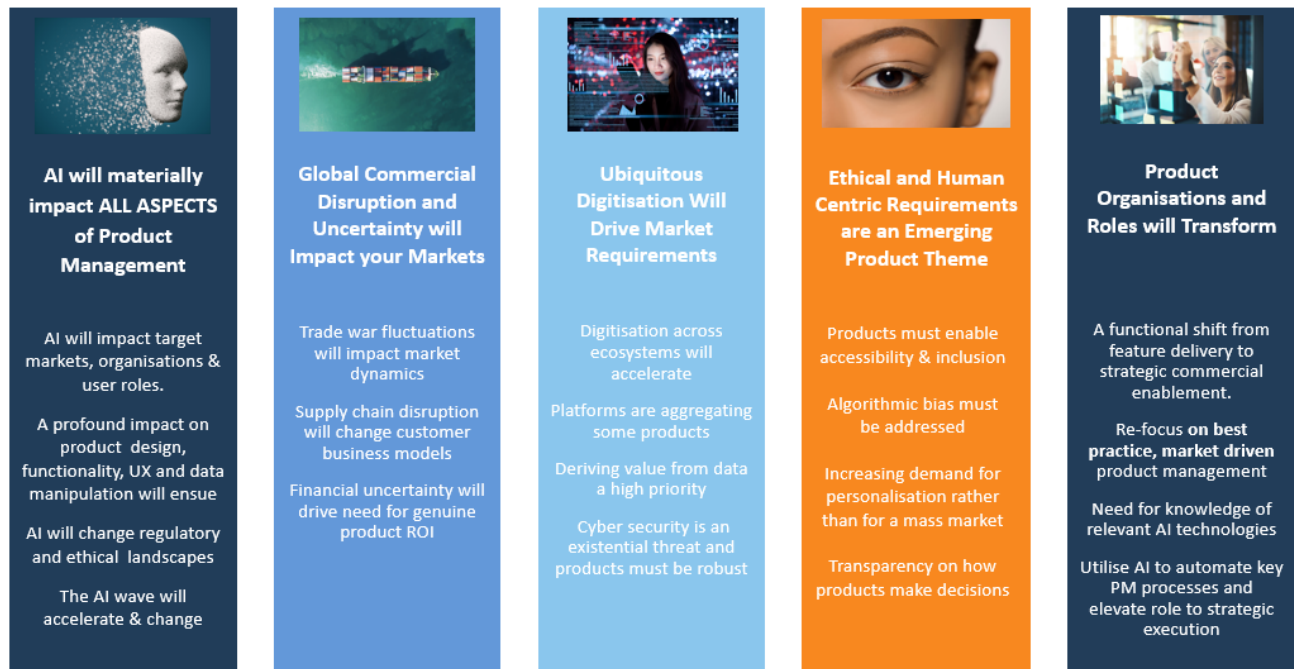 AI will materially
impact ALL ASPECTS
of Product
Management
AI will impact target
markets, organisations &
user roles.
A profound impact on
product design,
functionality, UX and data
manipulation will ensue
AI will change regulatory
and ethical landscapes
The AI wave will
accelerate & change
Global Commercial
Disruption and
Uncertainty will
Impact your Markets
Trade war fluctuations
will impact market
dynamics
Supply chain disruption
will change customer
business models
Financial uncertainty will
drive need for genuine
product ROI
Ubiquitous
Digitisation Will
Drive Market
Requirements
Digitisation across
ecosystems will
accelerate
Platforms are aggregating
some products
Deriving value from data
a high priority
Cyber security is an
existential threat and
products must be robust
Ethical and Human
Centric Requirements
are an Emerging
Product Theme
Products must enable
accessibility & inclusion
Algorithmic bias must
be addressed
Increasing demand for
personalisation rather
than for a mass market
Transparency on how
products make decisions
Product
Organisations and
Roles will Transform
A functional shift from
feature delivery to
strategic commercial
enablement.
Re-focus on best
practice, market driven
product management
Need for knowledge of
relevant AI technologies
Utilise AI to automate key
PM processes and
elevate role to strategic
execution